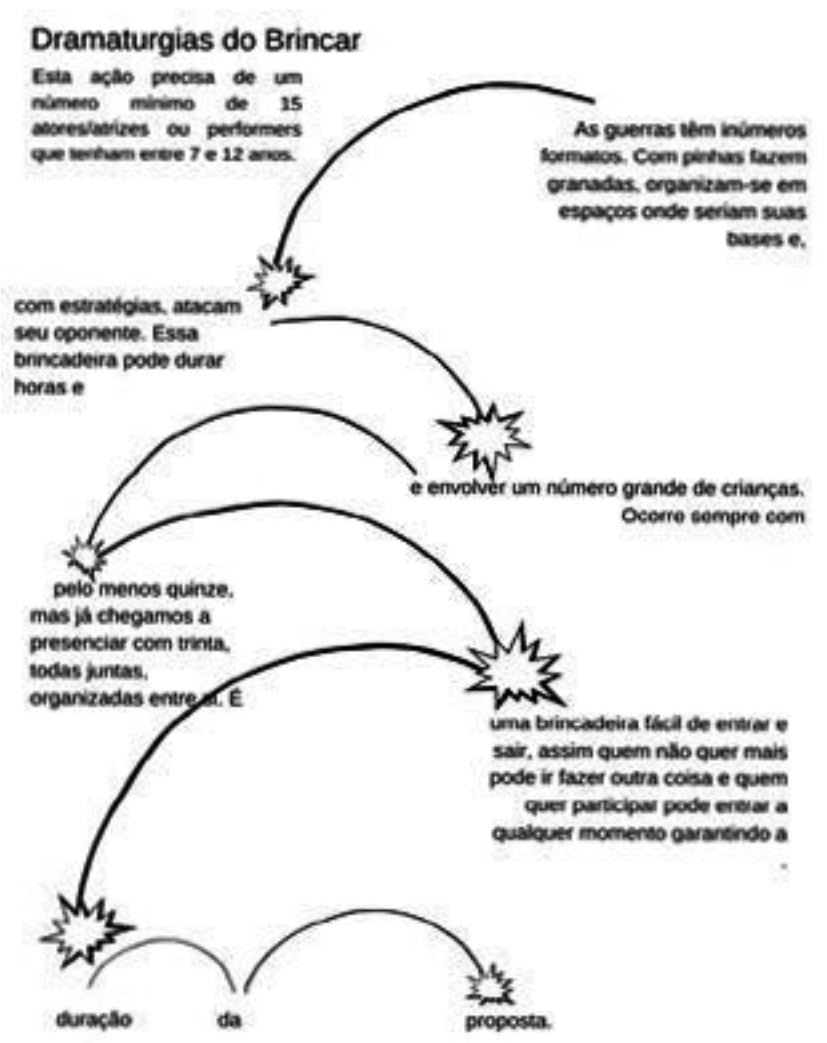 Dramaturgias do Brincar
Esta ação precisa de um
número mínimo de 15
atores/atrizes ou performers
que tenham entre 7 e 12 anos.
As guerras têm inúmeros
formatos. Com pinhas fazem
granadas, organizam-se em
espaços onde seriam suas
bases e,
com estratégias, atacam
seu oponente. Essa
brincadeira pode durar
horas e
e envolver um número grande de crianças.
Ocorre sempre com
pelo menos quinze,
mas já chegamos a
presenciar com trinta,
todas juntas,
organizadas entre si. É
uma brincadeira fácil de entrar e
sair, assim quem não quer mais
pode ir fazer outra coisa e quem
quer participar pode entrar a
qualquer momento garantindo a
.
duração da proposta.